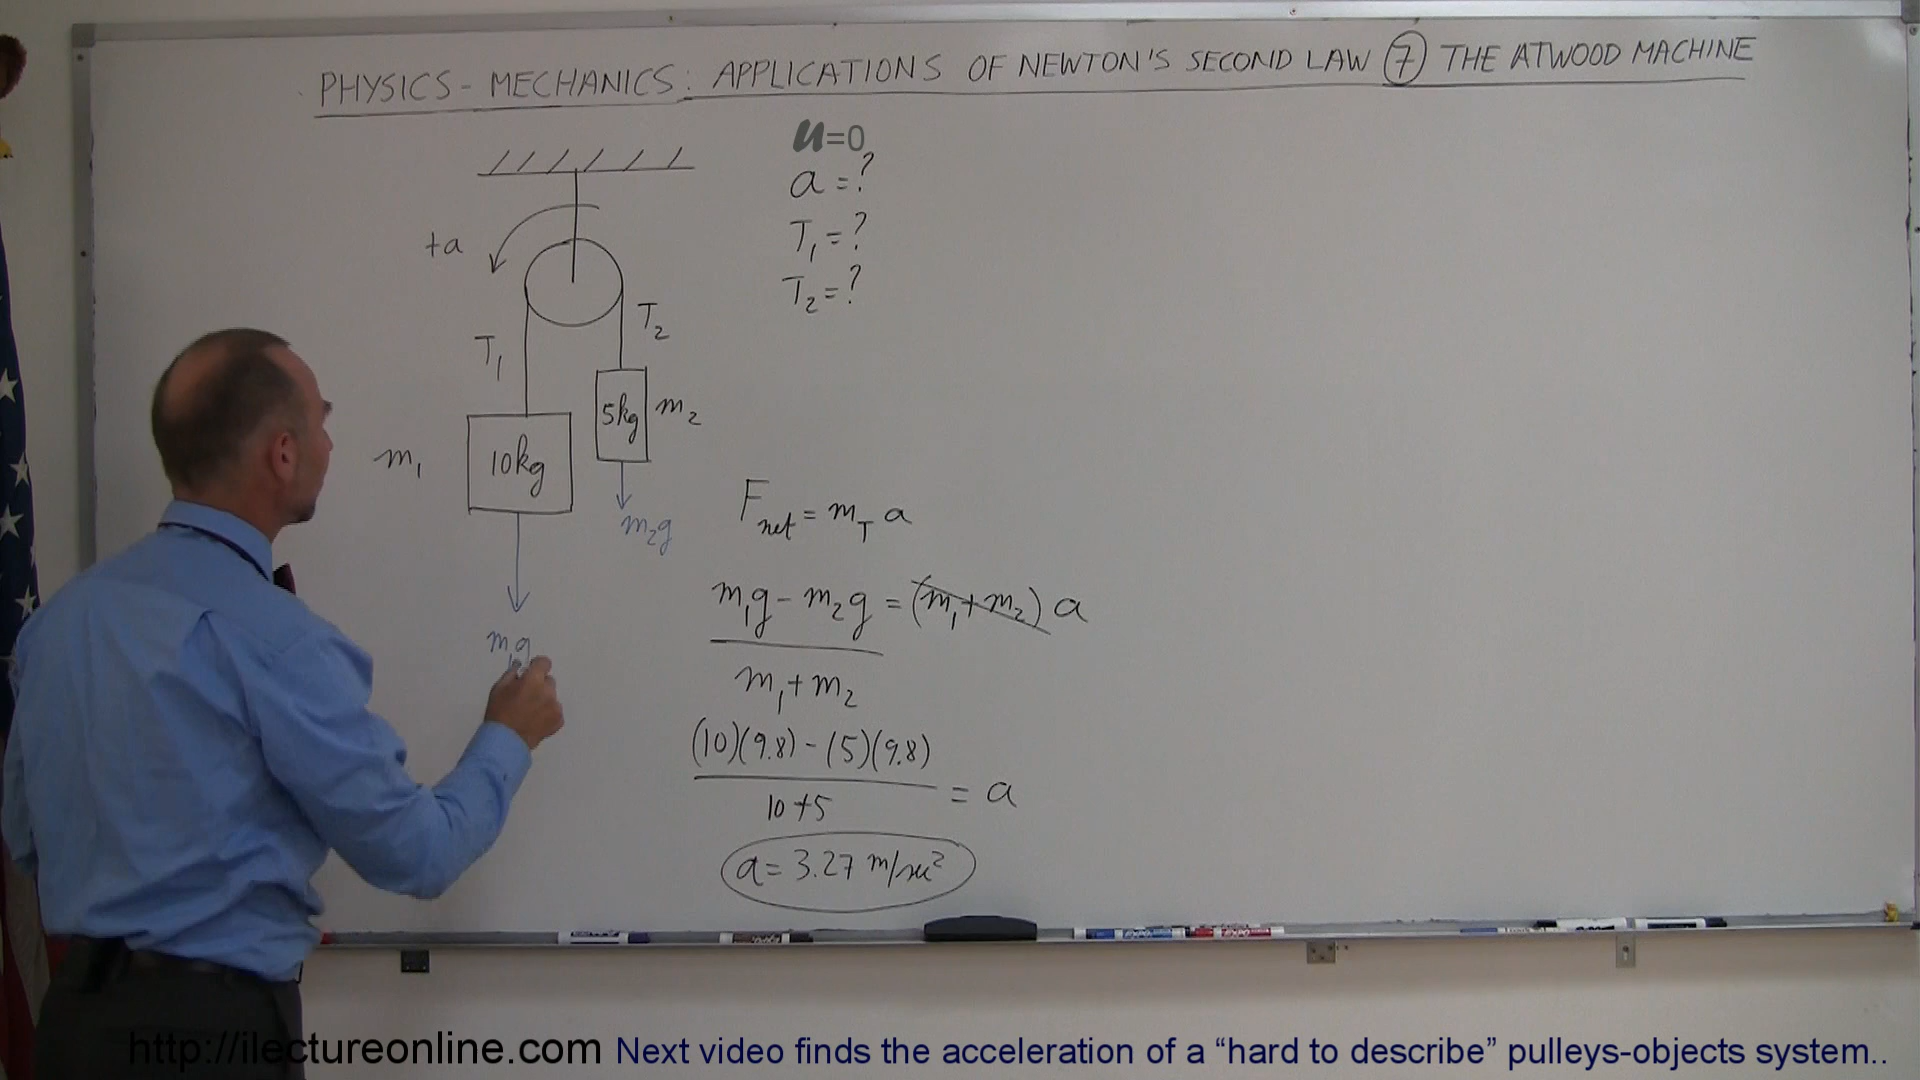 PHYSICS - MECHANICS: APPLICATIONS OF NEWTON'S SECOND LAW ⑦ THE ATWOOD MACHINE
u=0
a = ?
T₁ = ?
T₂ = ?
+a
T₁
T₂
m₁
10kg
5kg
m₂
m₂g
m₁g
F_net = m_T a
m₁g - m₂g = (m₁+m₂) a
m₁ + m₂
(10)(9.8) - (5)(9.8)
10+5
= a
a = 3.27 m/sec²
http://ilectureonline.com Next video finds the acceleration of a “hard to describe” pulleys-objects system..